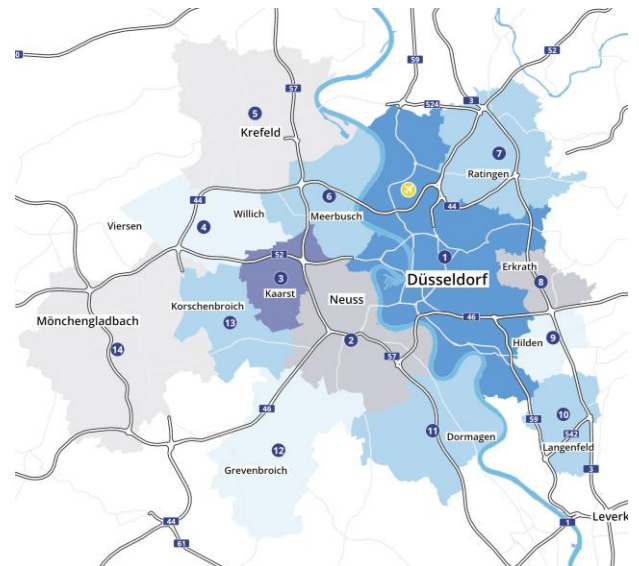 59
52
3
524
57
5
Krefeld
7
Ratingen
44
6
Willich
Meerbusch
44
4
Viersen
52
1
Düsseldorf
Erkrath
8
3
Kaarst
Neuss
Korschenbroich
13
Mönchengladbach
14
46
2
57
Hilden
9
46
59
10
542
Langenfeld
11
Dormagen
12
Grevenbroich
3
44
61
1
Leverk